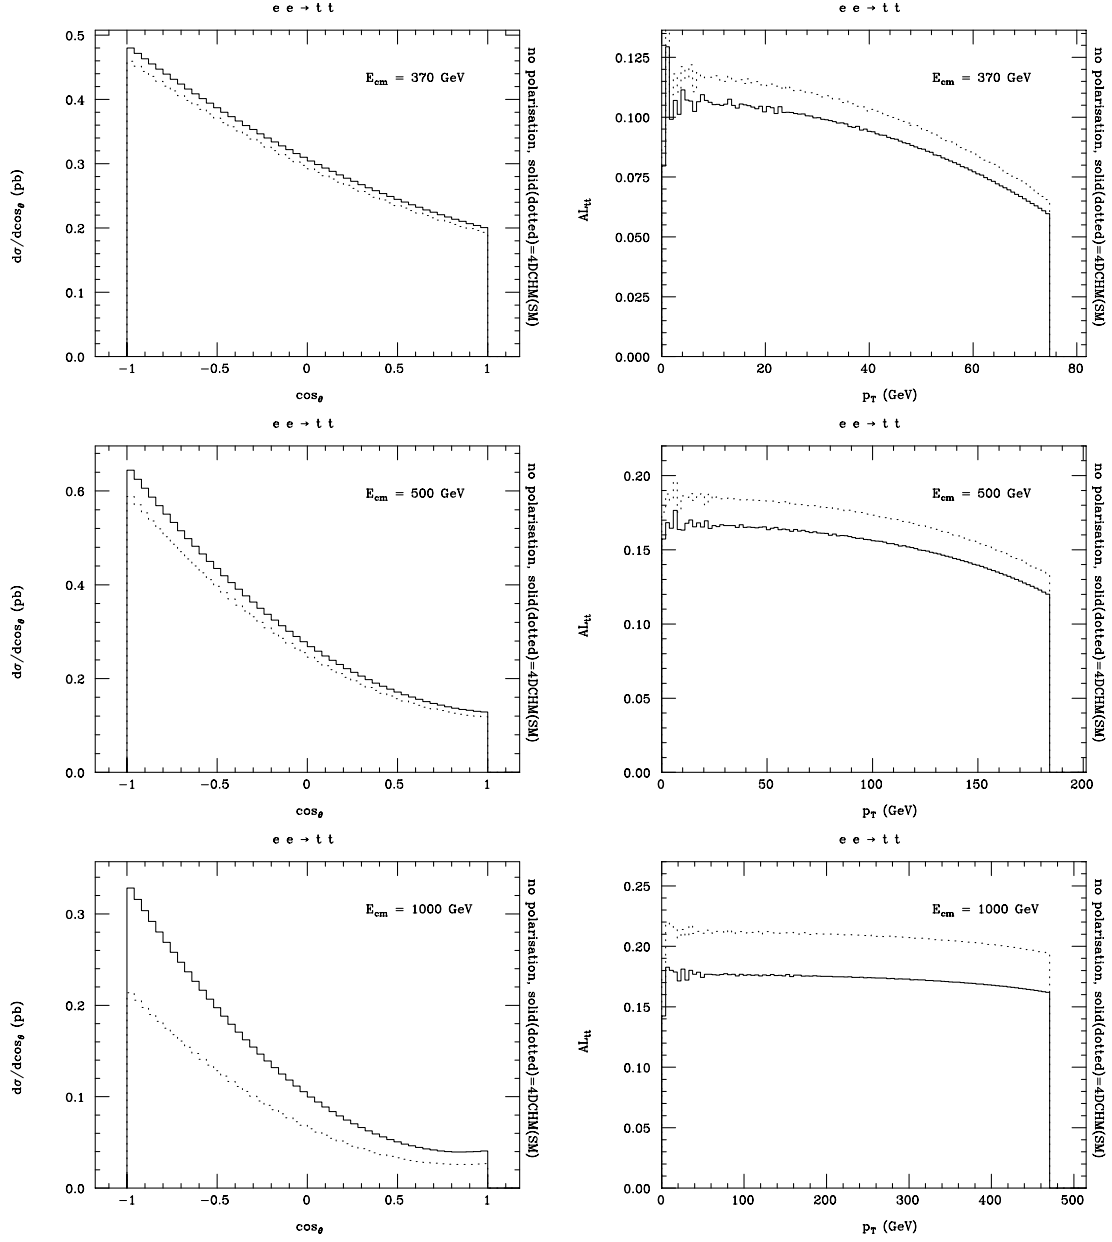 e e → t t
0.5
0.4
0.3
0.2
0.1
0.0
E_cm = 370 GeV
−1
−0.5
0
0.5
1
cos_θ
dσ/dcos_θ (pb)
no polarisation, solid(dotted)=4DCHM(SM)
e e → t t
0.125
0.100
0.075
0.050
0.025
0.000
E_cm = 370 GeV
0
20
40
60
80
p_T (GeV)
AL_tt
no polarisation, solid(dotted)=4DCHM(SM)
e e → t t
0.6
0.4
0.2
0.0
E_cm = 500 GeV
−1
−0.5
0
0.5
1
cos_θ
dσ/dcos_θ (pb)
no polarisation, solid(dotted)=4DCHM(SM)
e e → t t
0.20
0.15
0.10
0.05
0.00
E_cm = 500 GeV
0
50
100
150
200
p_T (GeV)
AL_tt
no polarisation, solid(dotted)=4DCHM(SM)
e e → t t
0.3
0.2
0.1
0.0
E_cm = 1000 GeV
−1
−0.5
0
0.5
1
cos_θ
dσ/dcos_θ (pb)
no polarisation, solid(dotted)=4DCHM(SM)
e e → t t
0.25
0.20
0.15
0.10
0.05
0.00
E_cm = 1000 GeV
0
100
200
300
400
500
p_T (GeV)
AL_tt
no polarisation, solid(dotted)=4DCHM(SM)